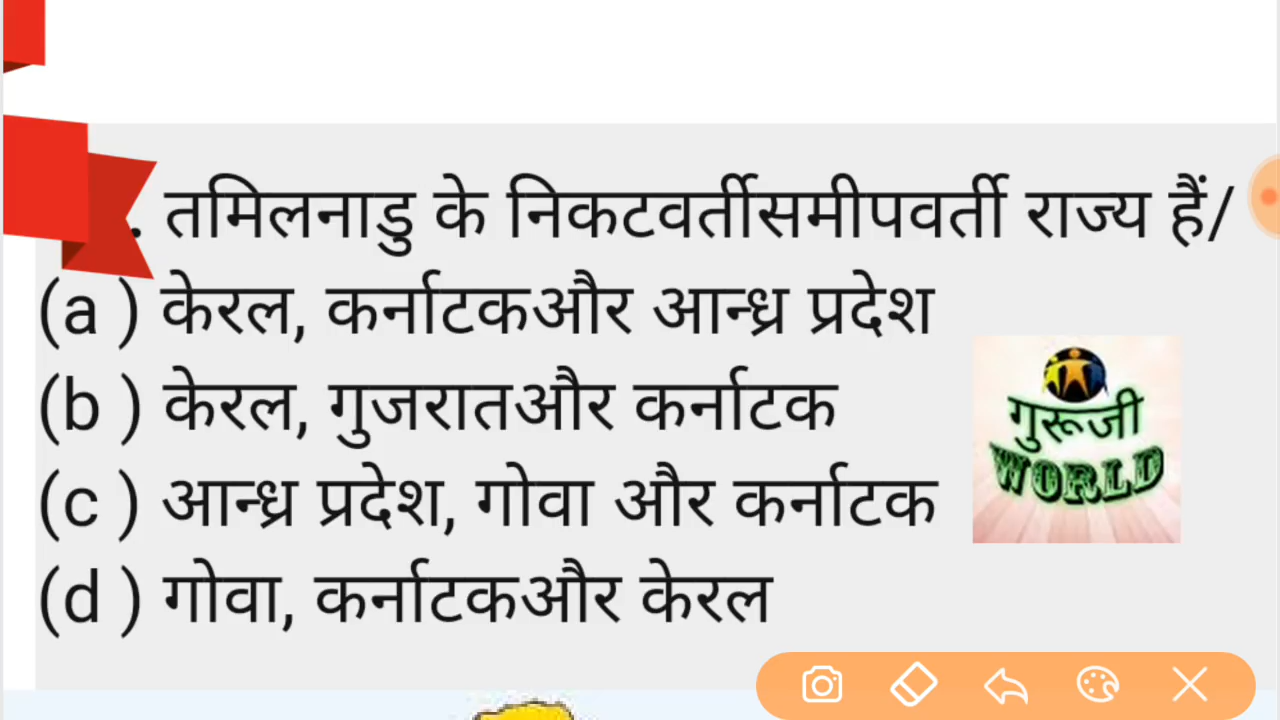 . तमिलनाडु के निकटवर्तीसमीपवर्ती राज्य हैं/
(a ) केरल, कर्नाटकऔर आन्ध्र प्रदेश
(b ) केरल, गुजरातऔर कर्नाटक
(c ) आन्ध्र प्रदेश, गोवा और कर्नाटक
(d ) गोवा, कर्नाटकऔर केरल
गुरूजी
WORLD